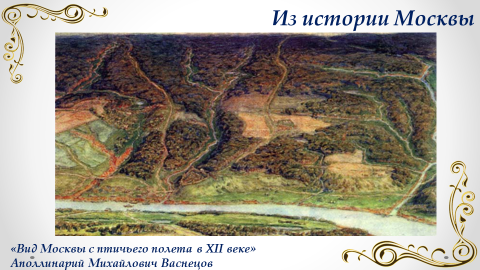 Из истории Москвы
«Вид Москвы с птичьего полета в XII веке»
Аполлинарий Михайлович Васнецов